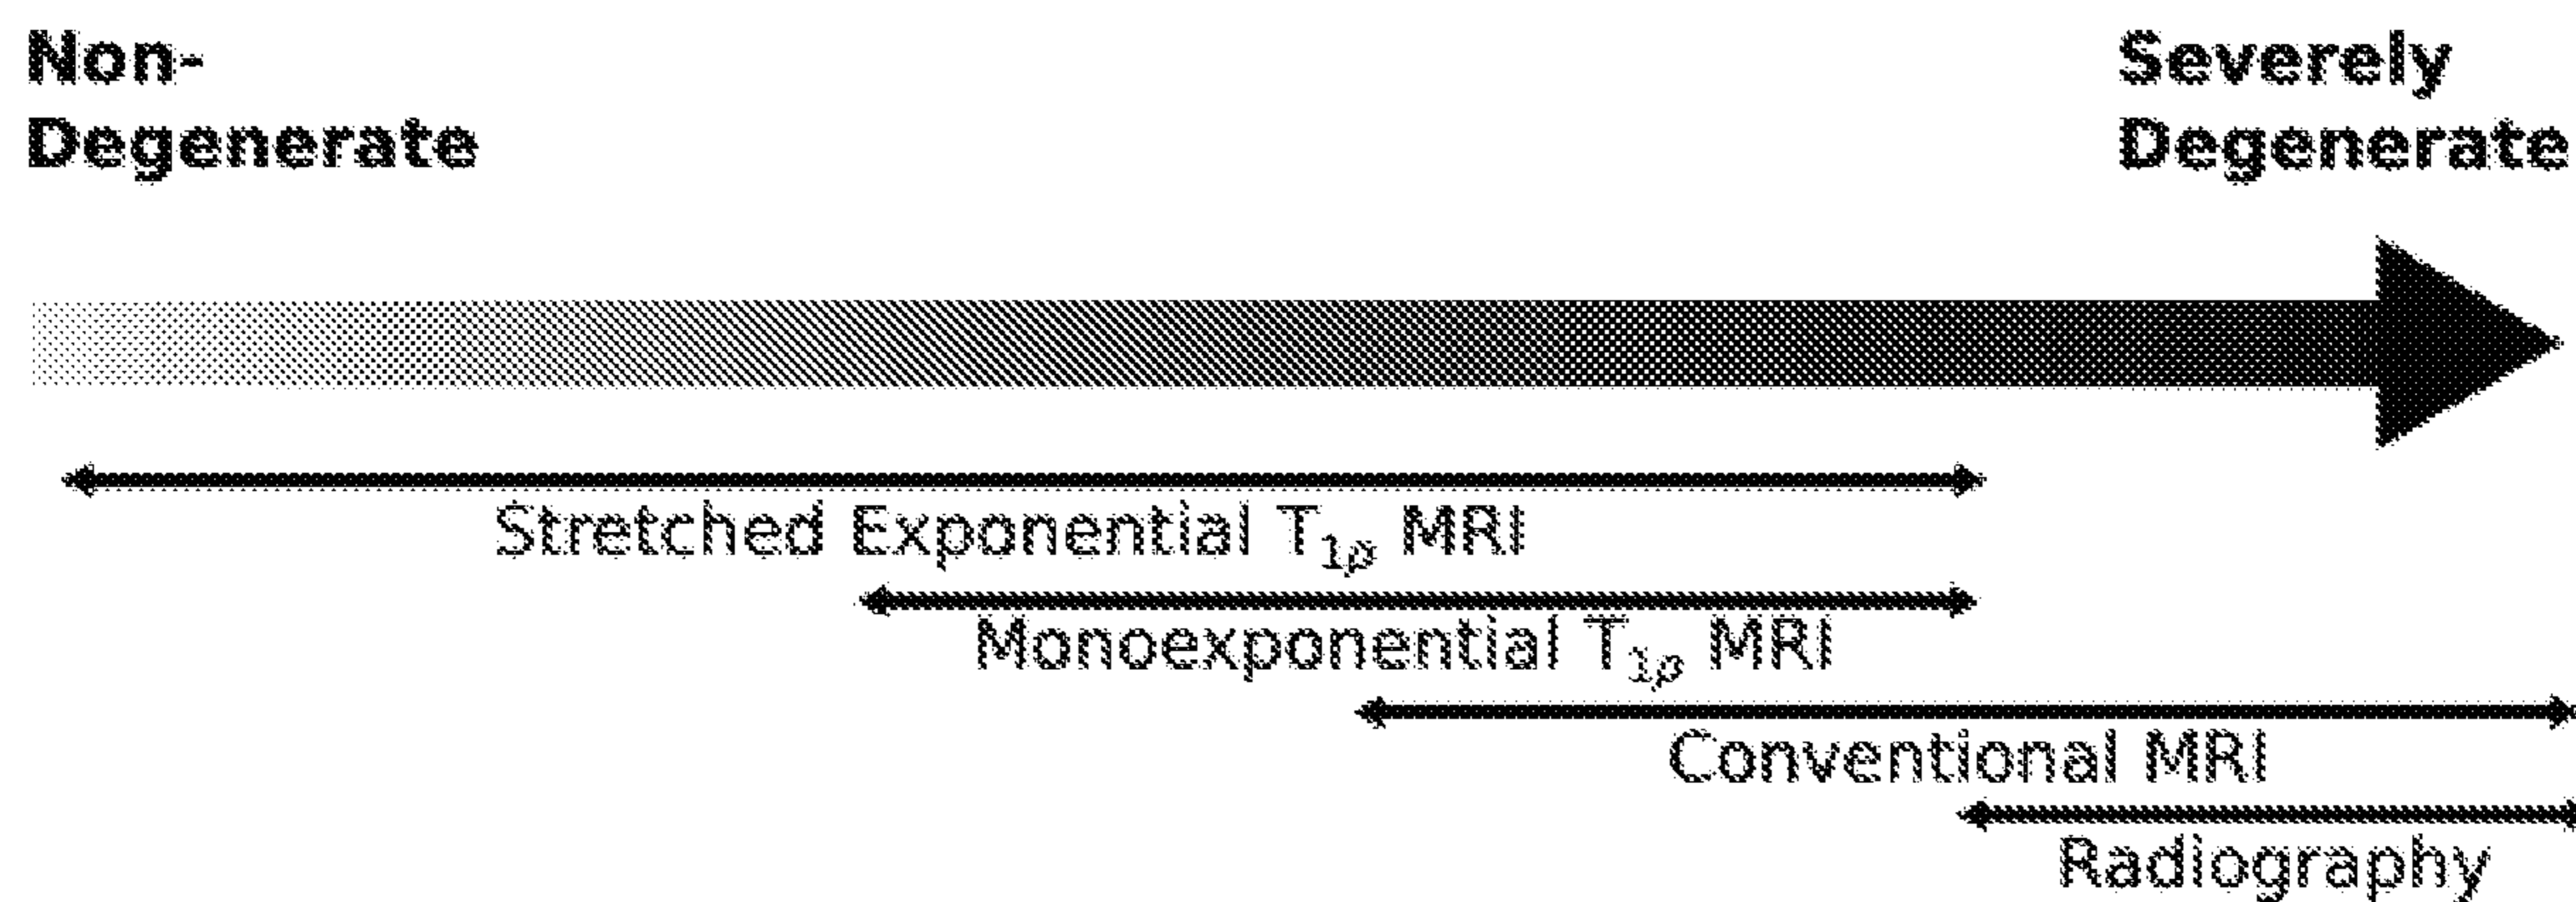 Non-
Degenerate
Severely
Degenerate
Stretched Exponential T₁ρ MRI
Monoexponential T₁ρ MRI
Conventional MRI
Radiography